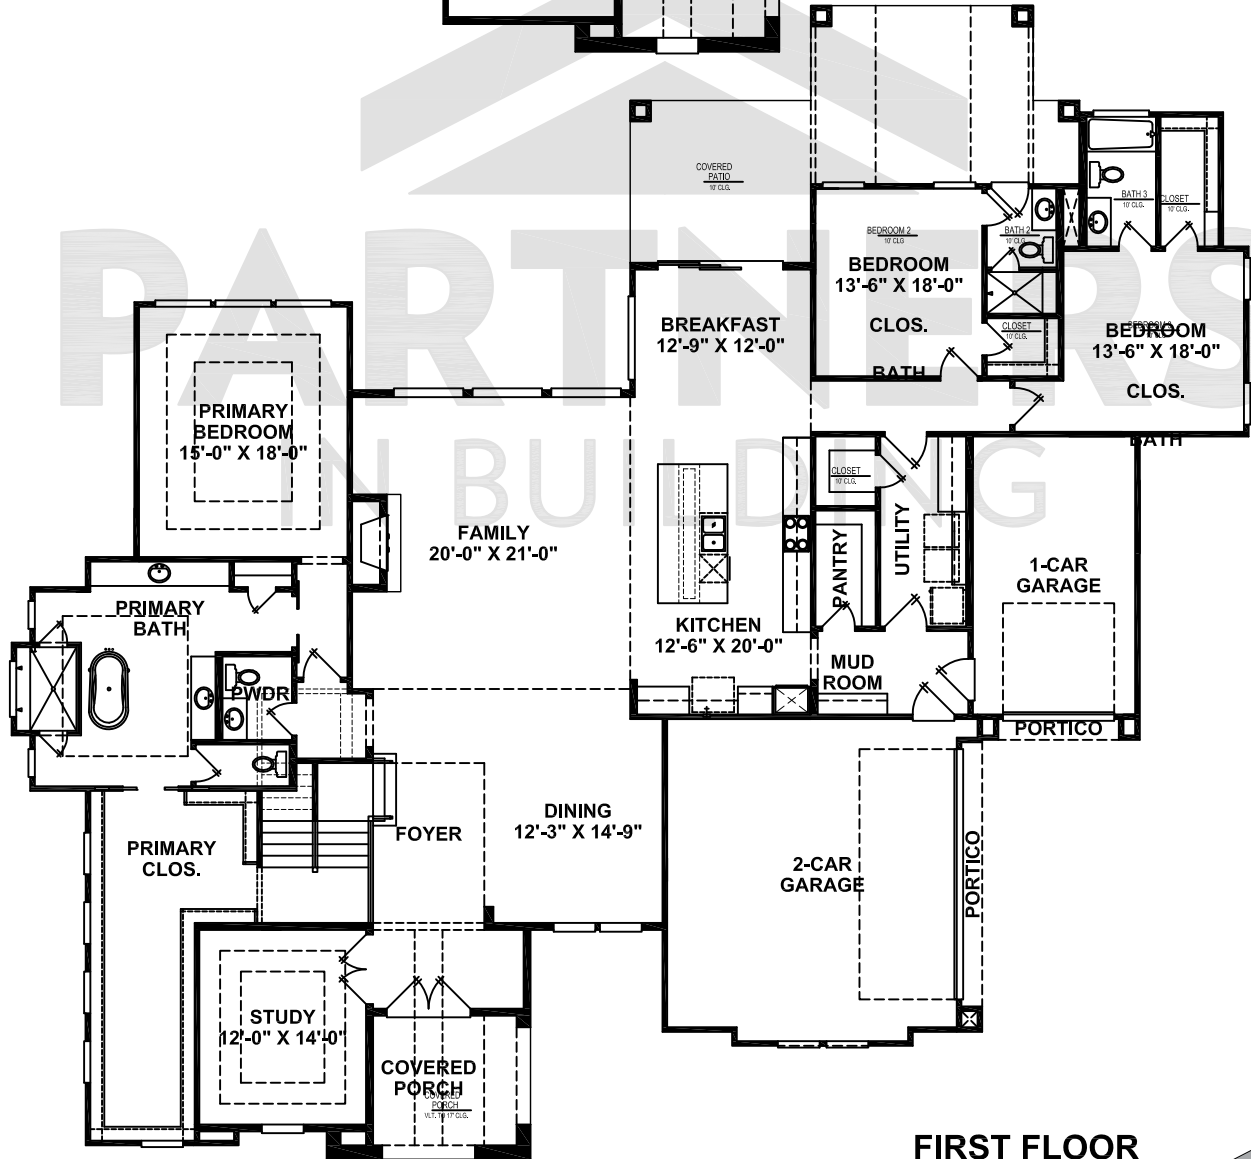 PARTNERS
IN BUILDING
COVERED
PATIO
10' CLG.
BATH 3
10' CLG.
CLOSET
10' CLG.
BEDROOM 2
10' CLG
BATH 2
10' CLG.
BEDROOM
13'-6" X 18'-0"
CLOS.
BATH
CLOSET
10' CLG.
BEDROOM
13'-6" X 18'-0"
CLOS.
BATH
BREAKFAST
12'-9" X 12'-0"
PRIMARY
BEDROOM
15'-0" X 18'-0"
FAMILY
20'-0" X 21'-0"
CLOSET
10' CLG.
PANTRY
UTILITY
1-CAR
GARAGE
PRIMARY
BATH
KITCHEN
12'-6" X 20'-0"
MUD
ROOM
PWDR
PORTICO
DINING
12'-3" X 14'-9"
FOYER
PRIMARY
CLOS.
2-CAR
GARAGE
PORTICO
STUDY
12'-0" X 14'-0"
COVERED
PORCH
COVERED
PORCH
VLT. TO 17' CLG.
FIRST FLOOR